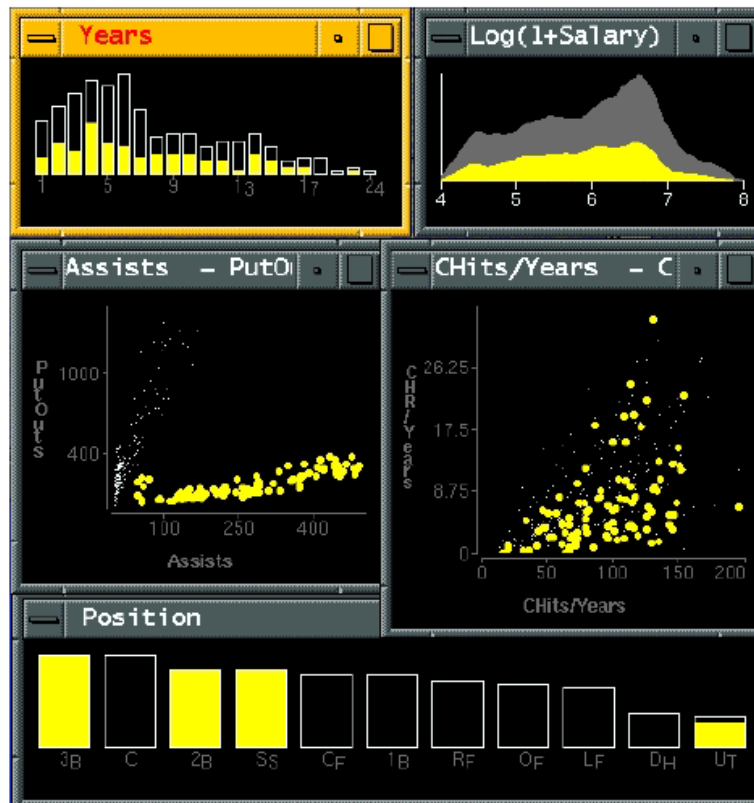 Years
Log(1+Salary)
1 5 9 13 17 24
4 5 6 7 8
Assists - PutOu
CHits/Years - C
PutOuts
1000
400
100 250 400
Assists
CHR/Years
26.25
17.5
8.75
0
0 50 100 150 200
CHits/Years
Position
3B C 2B SS CF 1B RF OF LF DH UT